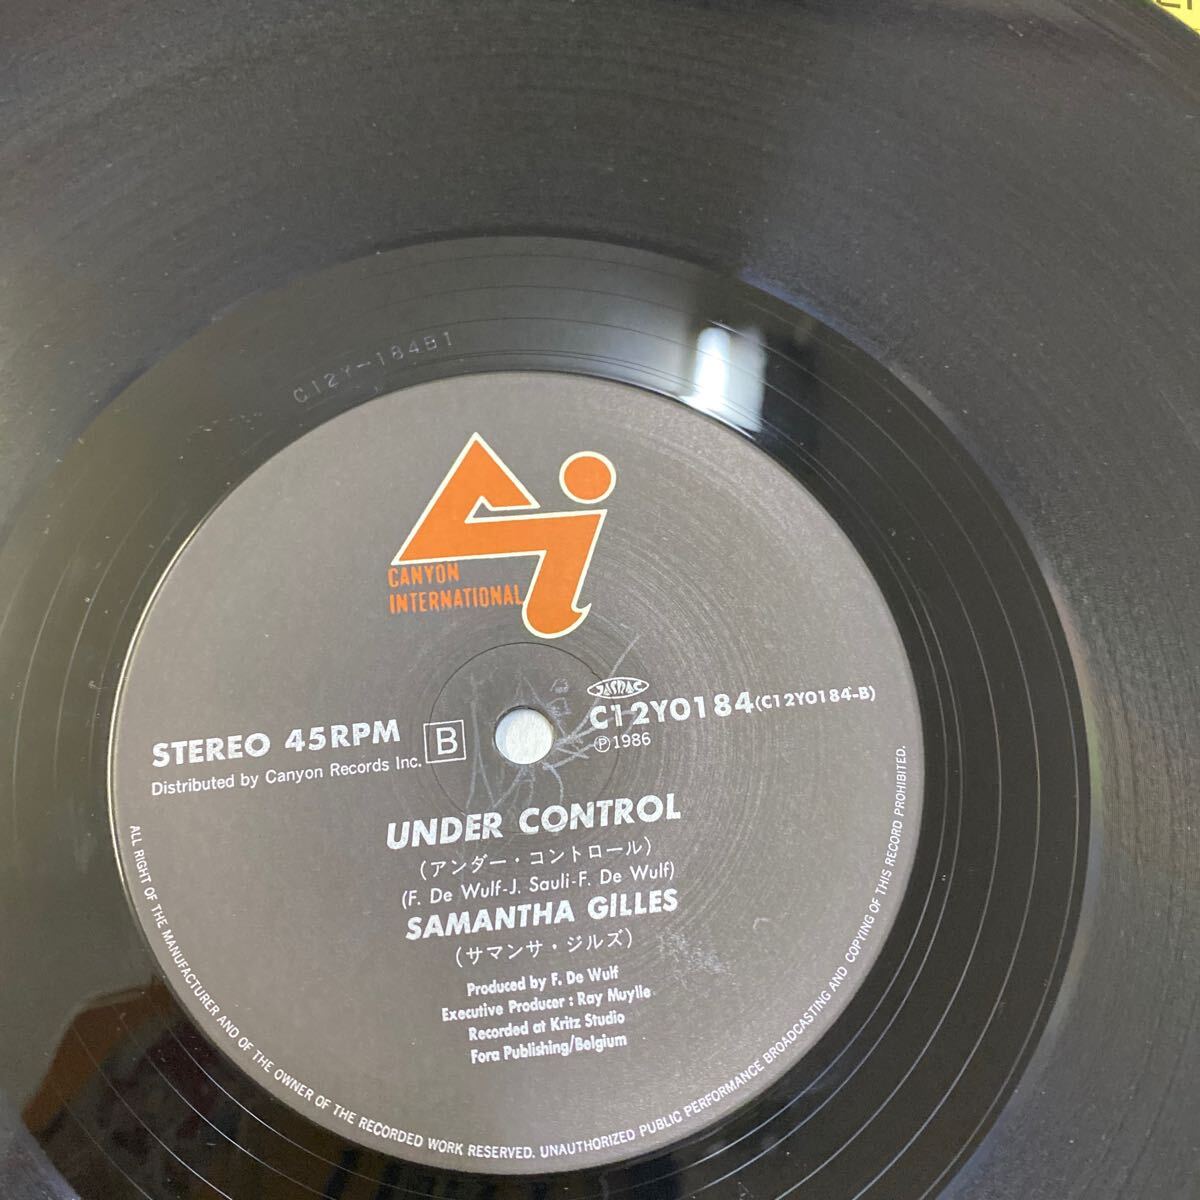 C12Y-184B1
CANYON
INTERNATIONAL
JASRAC
STEREO 45RPM
B
C12Y0184(C12Y0184-B)
Distributed by Canyon Records Inc.
Ⓟ1986
UNDER CONTROL
(アンダー・コントロール)
(F. De Wulf-J. Sauli-F. De Wulf)
SAMANTHA GILLES
(サマンサ・ジルズ)
Produced by F. De Wulf
Executive Producer : Ray Muylle
Recorded at Kritz Studio
Fora Publishing/Belgium
ALL RIGHT OF THE MANUFACTURER AND OF THE OWNER OF THE RECORDED WORK RESERVED. UNAUTHORIZED PUBLIC PERFORMANCE BROADCASTING AND COPYING OF THIS RECORD PROHIBITED.